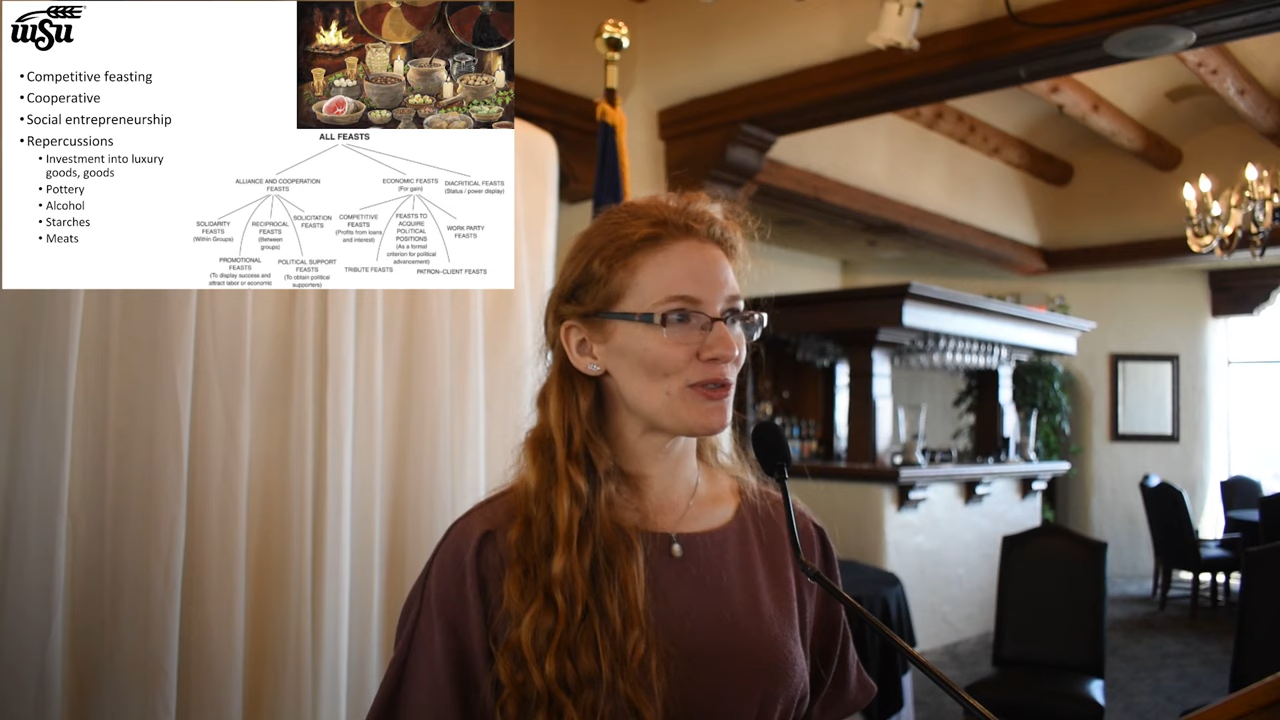 wsu
• Competitive feasting
• Cooperative
• Social entrepreneurship
• Repercussions
• Investment into luxury
goods, goods
• Pottery
• Alcohol
• Starches
• Meats
ALL FEASTS
ALLIANCE AND COOPERATION
FEASTS
ECONOMIC FEASTS
(For gain)
DIACRITICAL FEASTS
(Status / power display)
SOLIDARITY
FEASTS
(Within Groups)
RECIPROCAL
FEASTS
(Between
groups)
SOLICITATION
FEASTS
COMPETITIVE
FEASTS
(Profits from loans
and interest)
FEASTS TO
ACQUIRE
POLITICAL
POSITIONS
(As a formal
criterion for political
advancement)
WORK PARTY
FEASTS
PROMOTIONAL
FEASTS
(To display success and
attract labor or economic
POLITICAL SUPPORT
FEASTS
(To obtain political
supporters)
TRIBUTE FEASTS
PATRON-CLIENT FEASTS